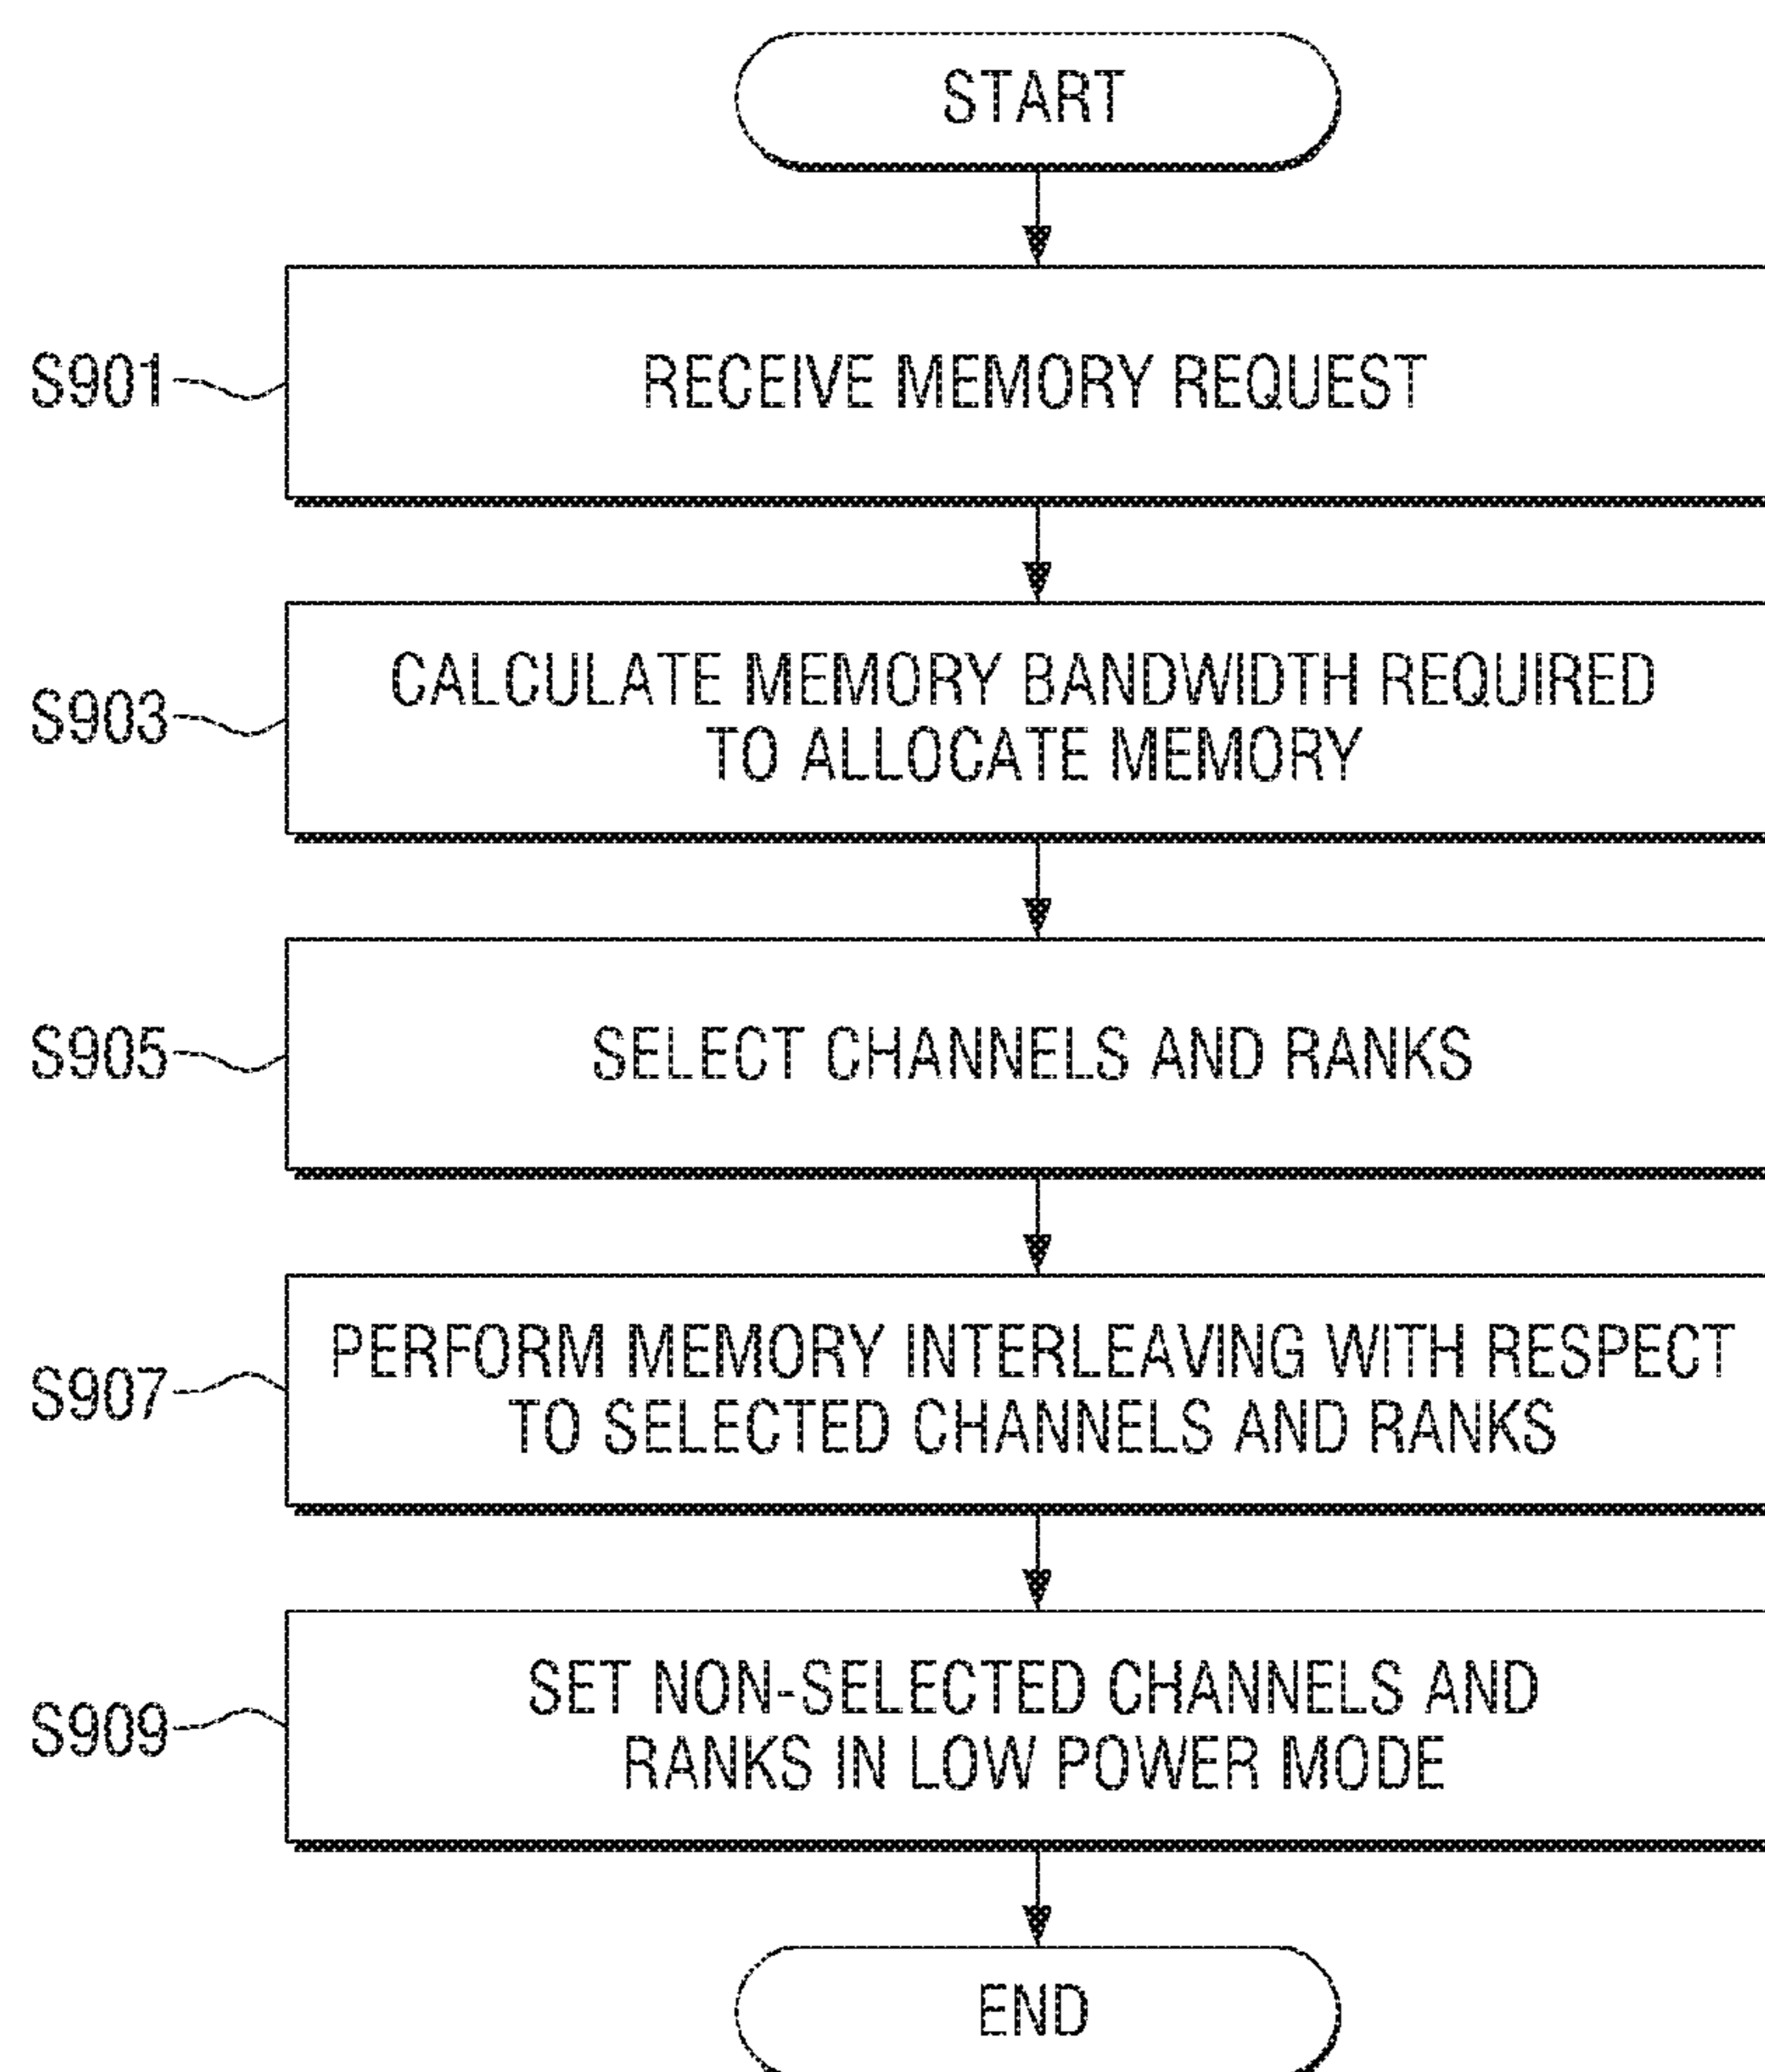 START
S901
RECEIVE MEMORY REQUEST
S903
CALCULATE MEMORY BANDWIDTH REQUIRED
TO ALLOCATE MEMORY
S905
SELECT CHANNELS AND RANKS
S907
PERFORM MEMORY INTERLEAVING WITH RESPECT
TO SELECTED CHANNELS AND RANKS
S909
SET NON-SELECTED CHANNELS AND
RANKS IN LOW POWER MODE
END